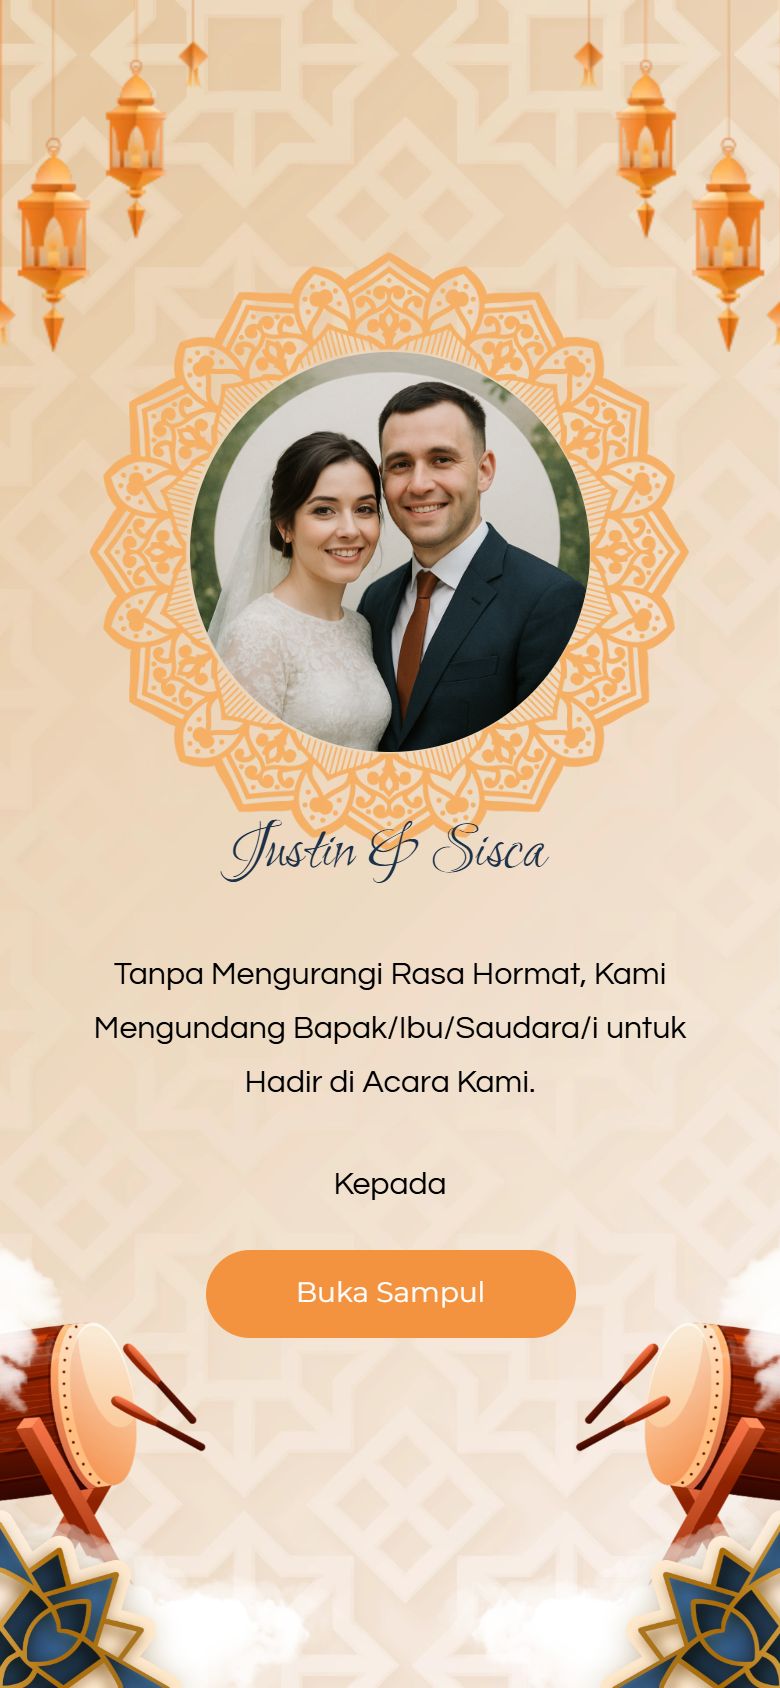 Justin & Sisca
Tanpa Mengurangi Rasa Hormat, Kami
Mengundang Bapak/Ibu/Saudara/i untuk
Hadir di Acara Kami.
Kepada
Buka Sampul